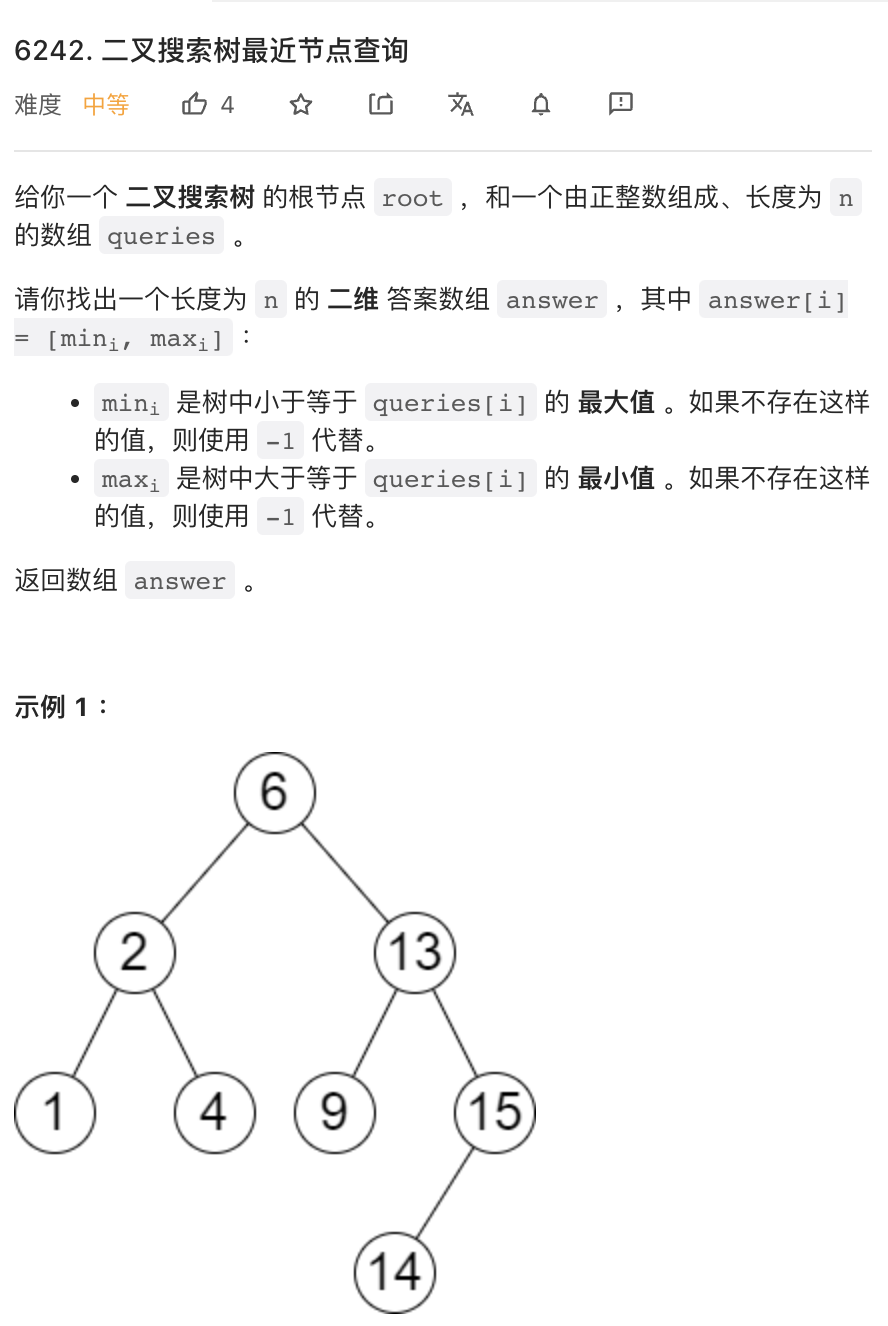 6242. 二叉搜索树最近节点查询
难度 中等 4
给你一个 二叉搜索树 的根节点 root ，和一个由正整数组成、长度为 n
的数组 queries 。
请你找出一个长度为 n 的 二维 答案数组 answer ，其中 answer[i]
= [mini, maxi] ：
• mini 是树中小于等于 queries[i] 的 最大值 。如果不存在这样
的值，则使用 -1 代替。
• maxi 是树中大于等于 queries[i] 的 最小值 。如果不存在这样
的值，则使用 -1 代替。
返回数组 answer 。
示例 1：
6
2 13
1 4 9 15
14